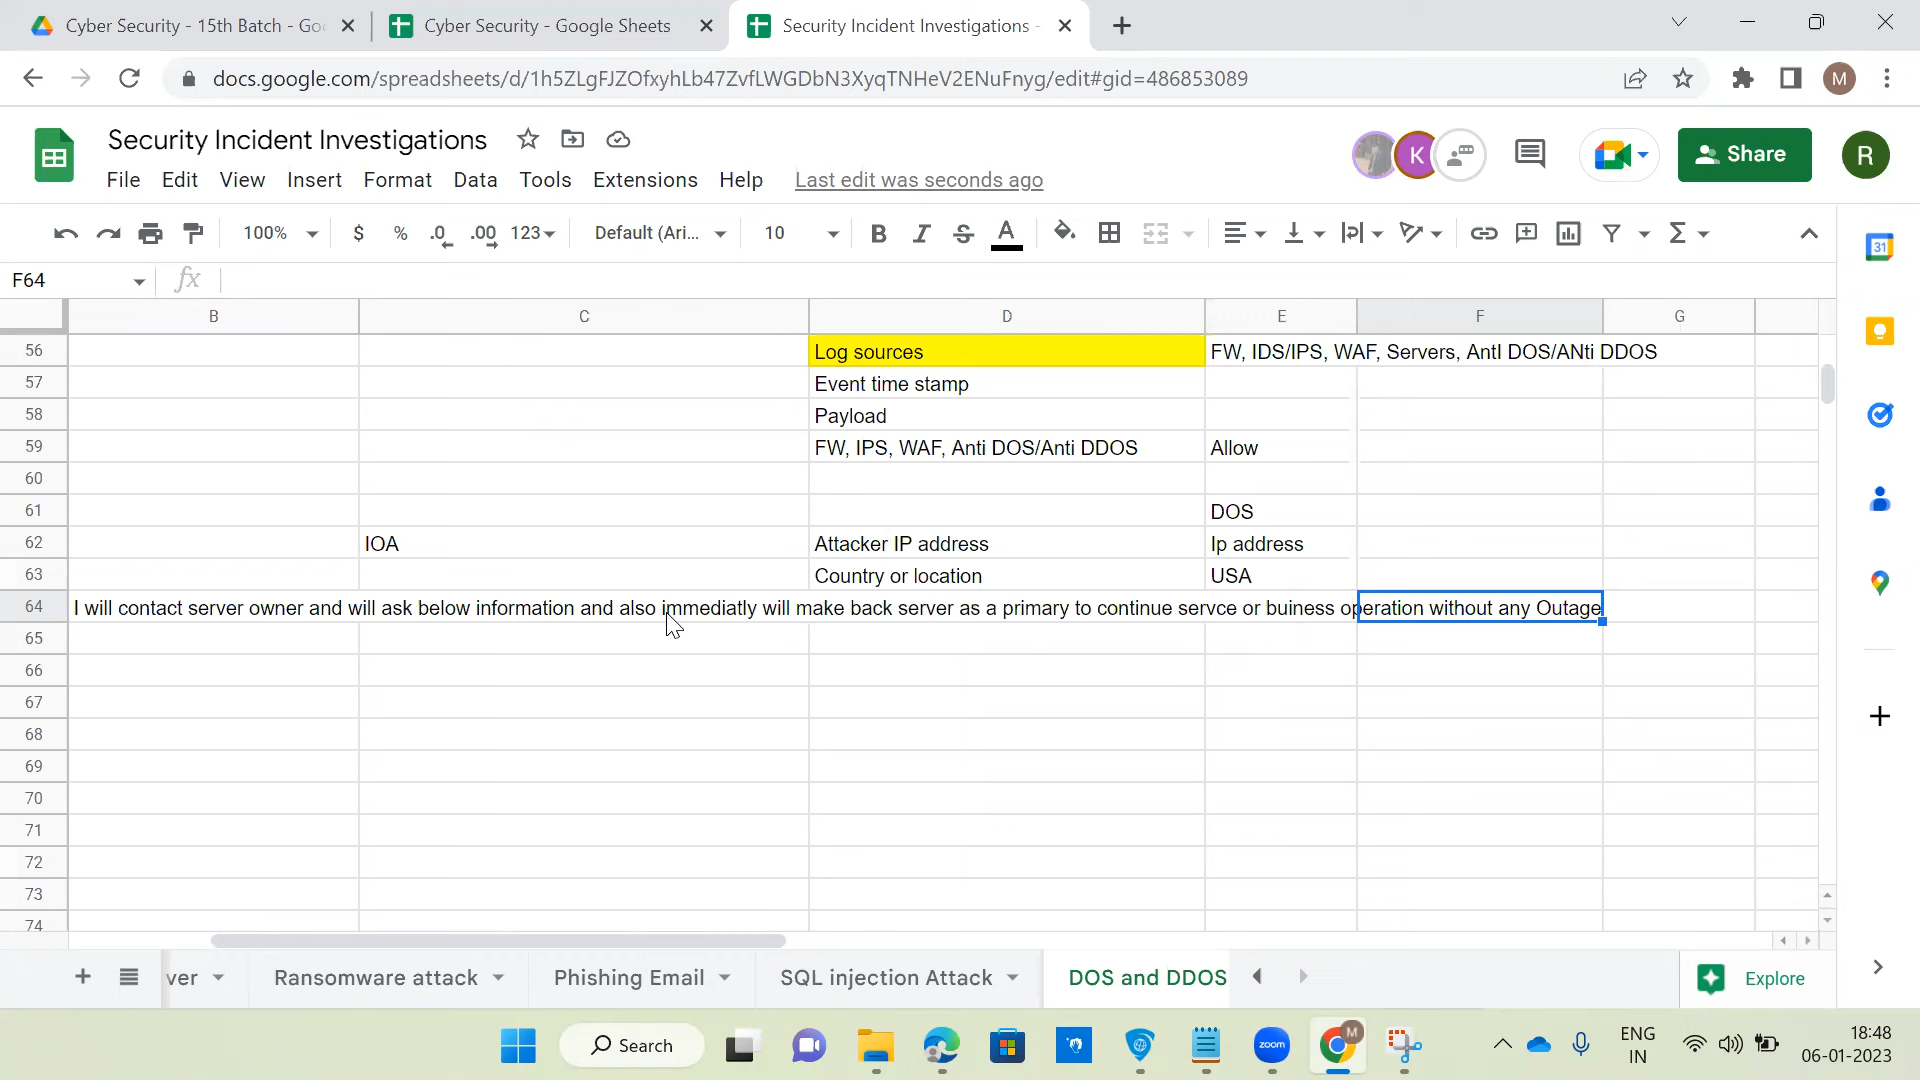 Cyber Security - 15th Batch - Go
Cyber Security - Google Sheets
Security Incident Investigations -
docs.google.com/spreadsheets/d/1h5ZLgFJZOfxyhLb47ZvfLWGDbN3XyqTNHeV2ENuFnyg/edit#gid=486853089
M
Security Incident Investigations
K
Share
R
File Edit View Insert Format Data Tools Extensions Help Last edit was seconds ago
100% $ % .0 .00 123 Default (Ari... 10 B I S A Σ
31
F64 fx
B C D E F G
56 Log sources FW, IDS/IPS, WAF, Servers, AntI DOS/ANti DDOS
57 Event time stamp
58 Payload
59 FW, IPS, WAF, Anti DOS/Anti DDOS Allow
60
61 DOS
62 IOA Attacker IP address Ip address
63 Country or location USA
64 I will contact server owner and will ask below information and also immediatly will make back server as a primary to continue servce or buiness operation without any Outage
65
66
67
68
69
70
71
72
73
74
ver Ransomware attack Phishing Email SQL injection Attack DOS and DDOS Explore
Search
zoom
M
ENG
IN
18:48
06-01-2023